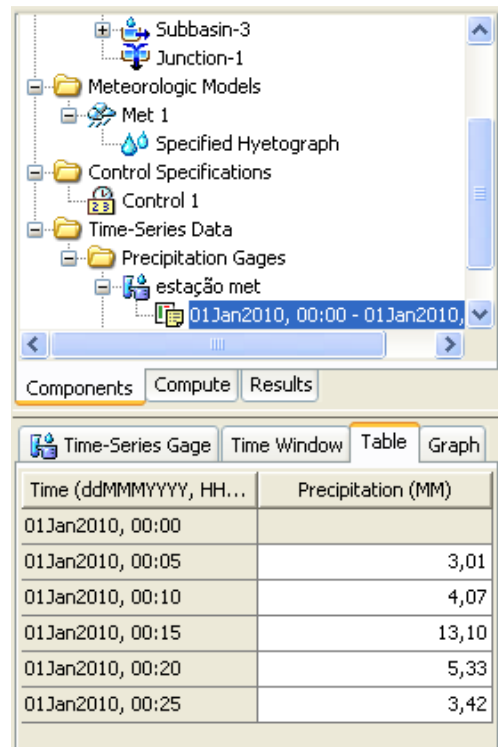 Subbasin-3
Junction-1
Meteorologic Models
Met 1
Specified Hyetograph
Control Specifications
Control 1
Time-Series Data
Precipitation Gages
estação met
01Jan2010, 00:00 - 01Jan2010,
Components Compute Results
Time-Series Gage Time Window Table Graph
Time (ddMMMYYYY, HH... Precipitation (MM)
01Jan2010, 00:00
01Jan2010, 00:05 3,01
01Jan2010, 00:10 4,07
01Jan2010, 00:15 13,10
01Jan2010, 00:20 5,33
01Jan2010, 00:25 3,42